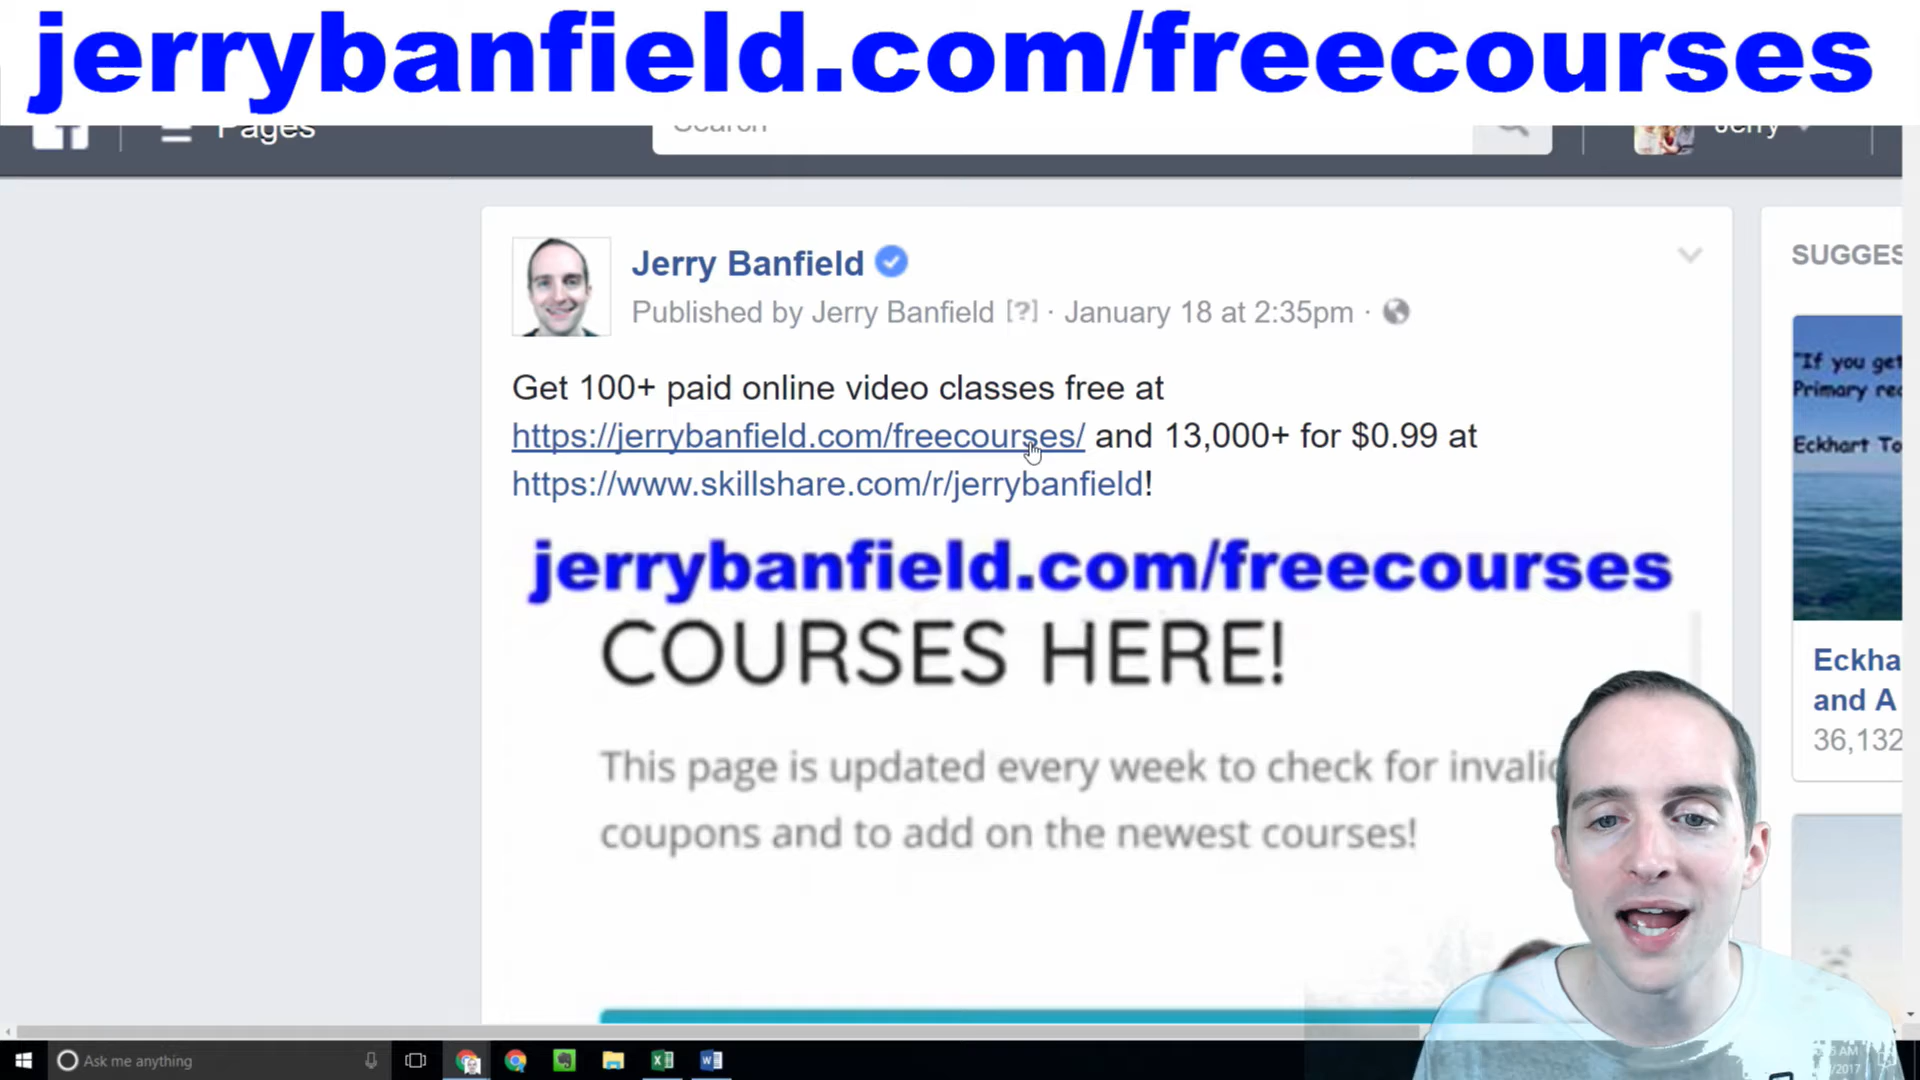 jerrybanfield.com/freecourses
Pages
Search
Jerry
Jerry Banfield
Published by Jerry Banfield [?] · January 18 at 2:35pm ·
SUGGES
Get 100+ paid online video classes free at
https://jerrybanfield.com/freecourses/ and 13,000+ for $0.99 at
https://www.skillshare.com/r/jerrybanfield!
"If you get
Primary rea
Eckhart To
jerrybanfield.com/freecourses
COURSES HERE!
Eckha
and A
36,132
This page is updated every week to check for invalid
coupons and to add on the newest courses!
Ask me anything